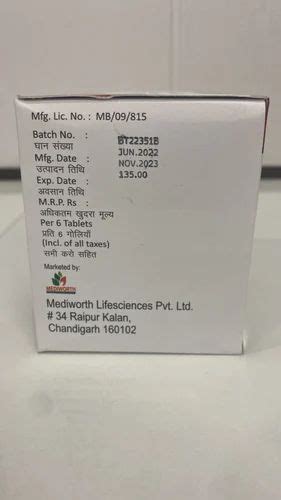 Mfg. Lic. No. : MB/09/815
Batch No. : BT22351B
घान संख्या
Mfg. Date : JUN.2022
उत्पादन तिथि NOV.2023
Exp. Date : 135.00
अवसान तिथि
M.R.P. Rs :
अधिकतम खुदरा मूल्य
Per 6 Tablets
प्रति 6 गोलियाँ
(Incl. of all taxes)
सभी करो सहित
Marketed by:
MEDIWORTH
Mediworth Lifesciences Pvt. Ltd.
# 34 Raipur Kalan,
Chandigarh 160102